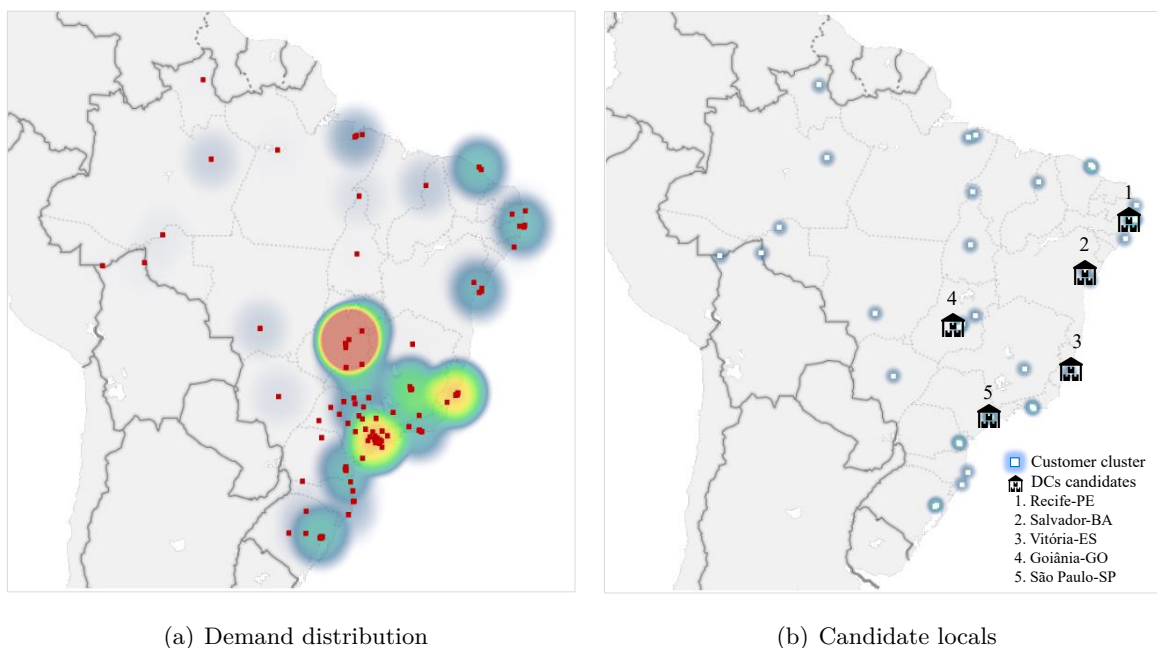 1
2
3
4
5
Customer cluster
DCs candidates
1. Recife-PE
2. Salvador-BA
3. Vitória-ES
4. Goiânia-GO
5. São Paulo-SP
(a) Demand distribution
(b) Candidate locals